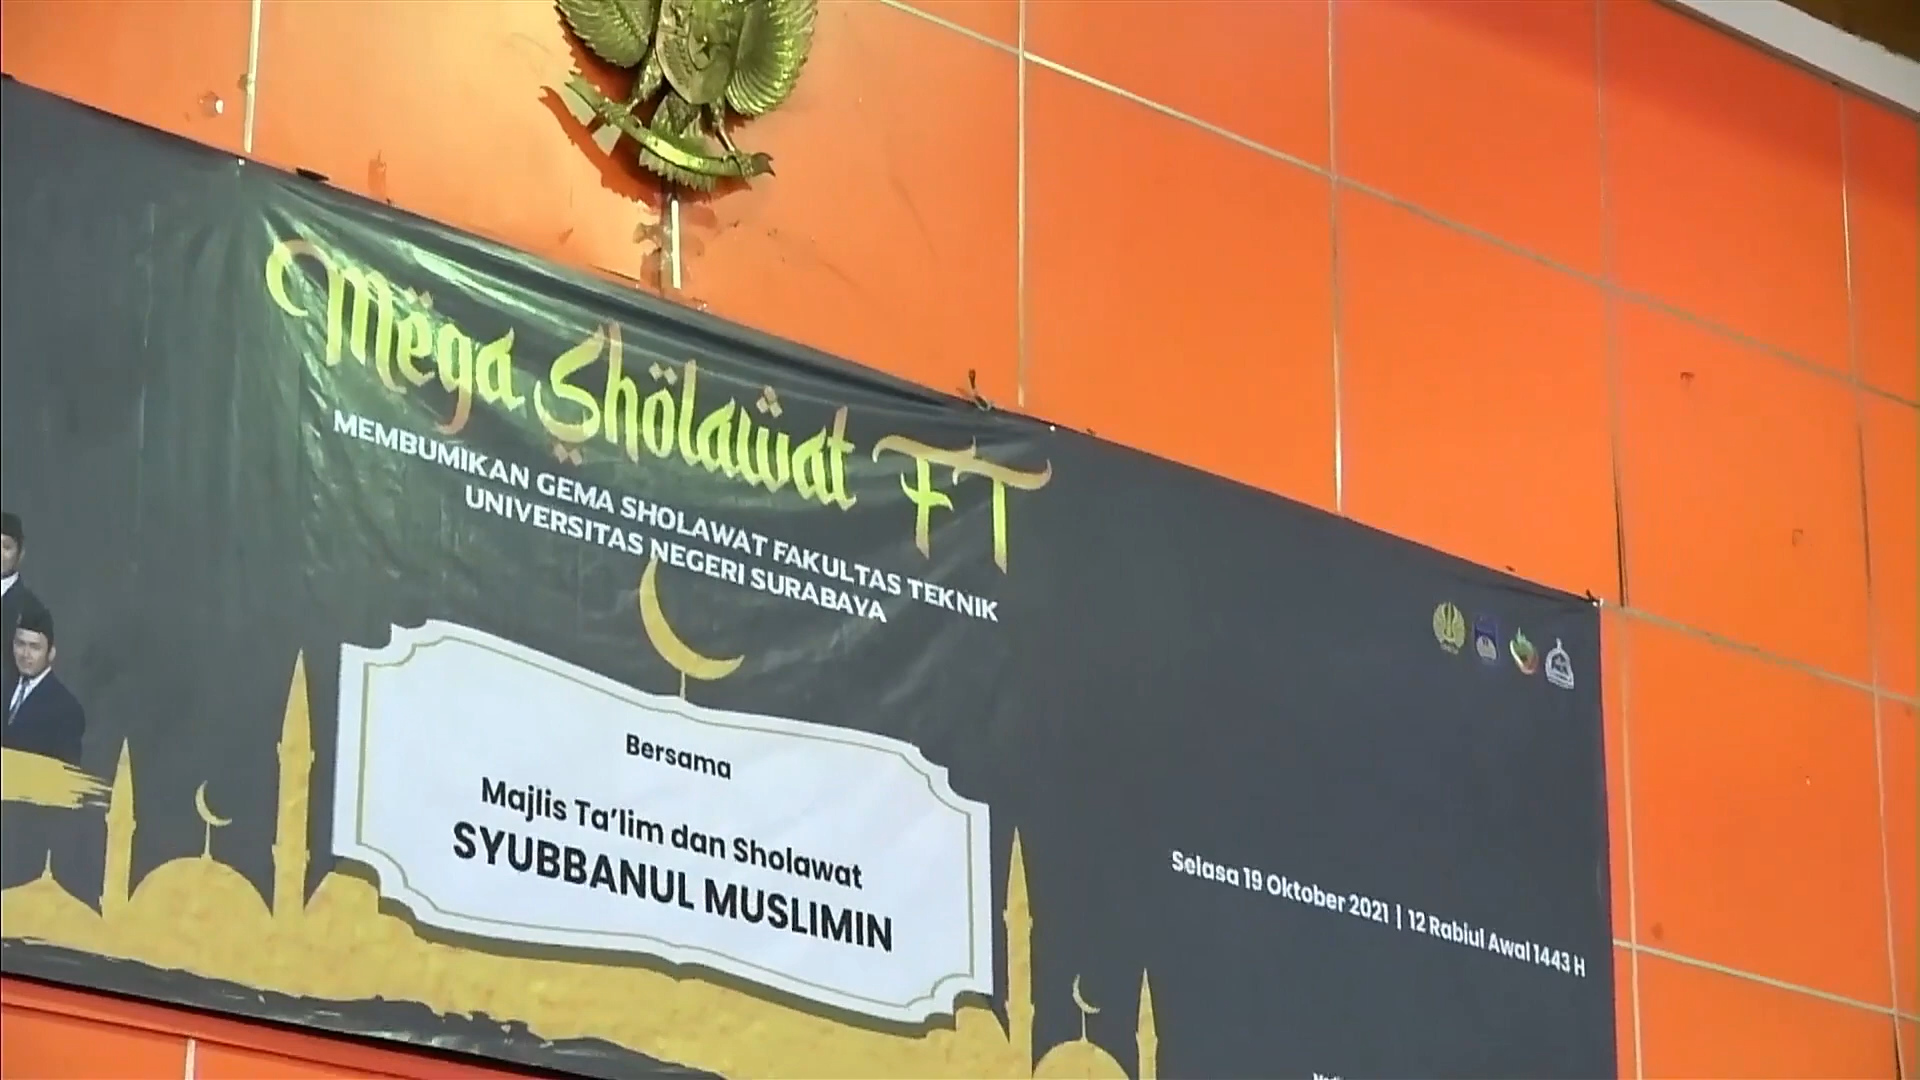 Mega Sholawat FT
MEMBUMIKAN GEMA SHOLAWAT FAKULTAS TEKNIK
UNIVERSITAS NEGERI SURABAYA
Bersama
Majlis Ta'lim dan Sholawat
SYUBBANUL MUSLIMIN
Selasa 19 Oktober 2021 | 12 Rabiul Awal 1443 H